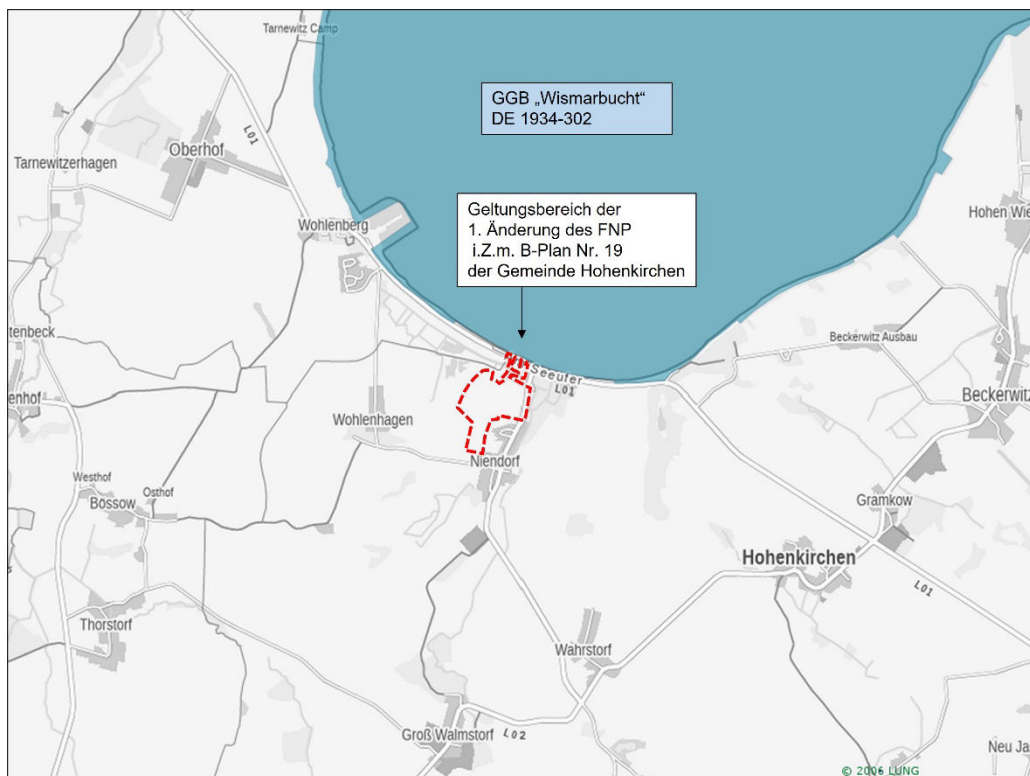 Tarnewitz Camp
GGB „Wismarbucht“
DE 1934-302
L01
Oberhof
Tarnewitzerhagen
Geltungsbereich der
1. Änderung des FNP
i.Z.m. B-Plan Nr. 19
der Gemeinde Hohenkirchen
Hohen Wie
Wohlenberg
tenbeck
Beckerwitz Ausbau
Seeufer
L01
enhof
Wohlenhagen
Beckerwitz
Niendorf
Westhof
Osthof
Bössow
Gramkow
Hohenkirchen
L01
Thorstorf
Wahrstorf
Groß Walmstorf
L02
Neu Ja
© 2006 LUNG